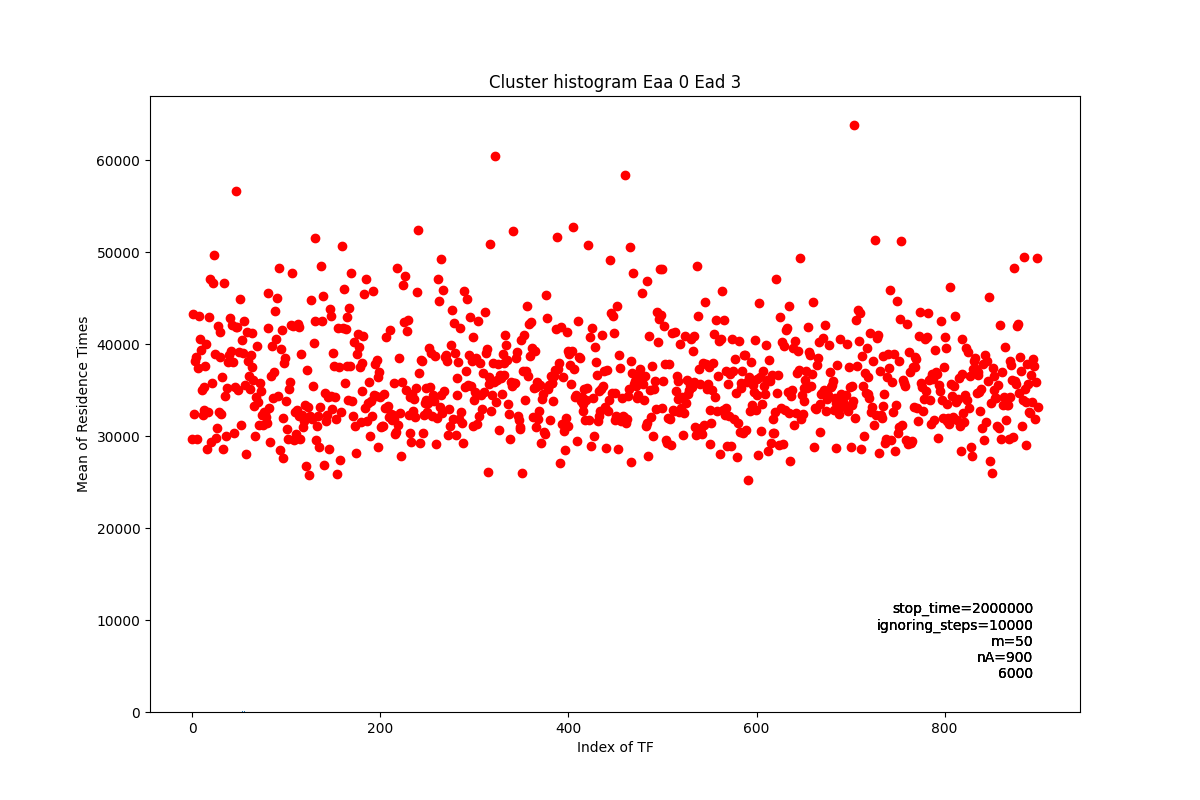 Cluster histogram Eaa 0 Ead 3
Mean of Residence Times
60000
50000
40000
30000
20000
10000
0
stop_time=2000000
ignoring_steps=10000
m=50
nA=900
6000
0 200 400 600 800
Index of TF